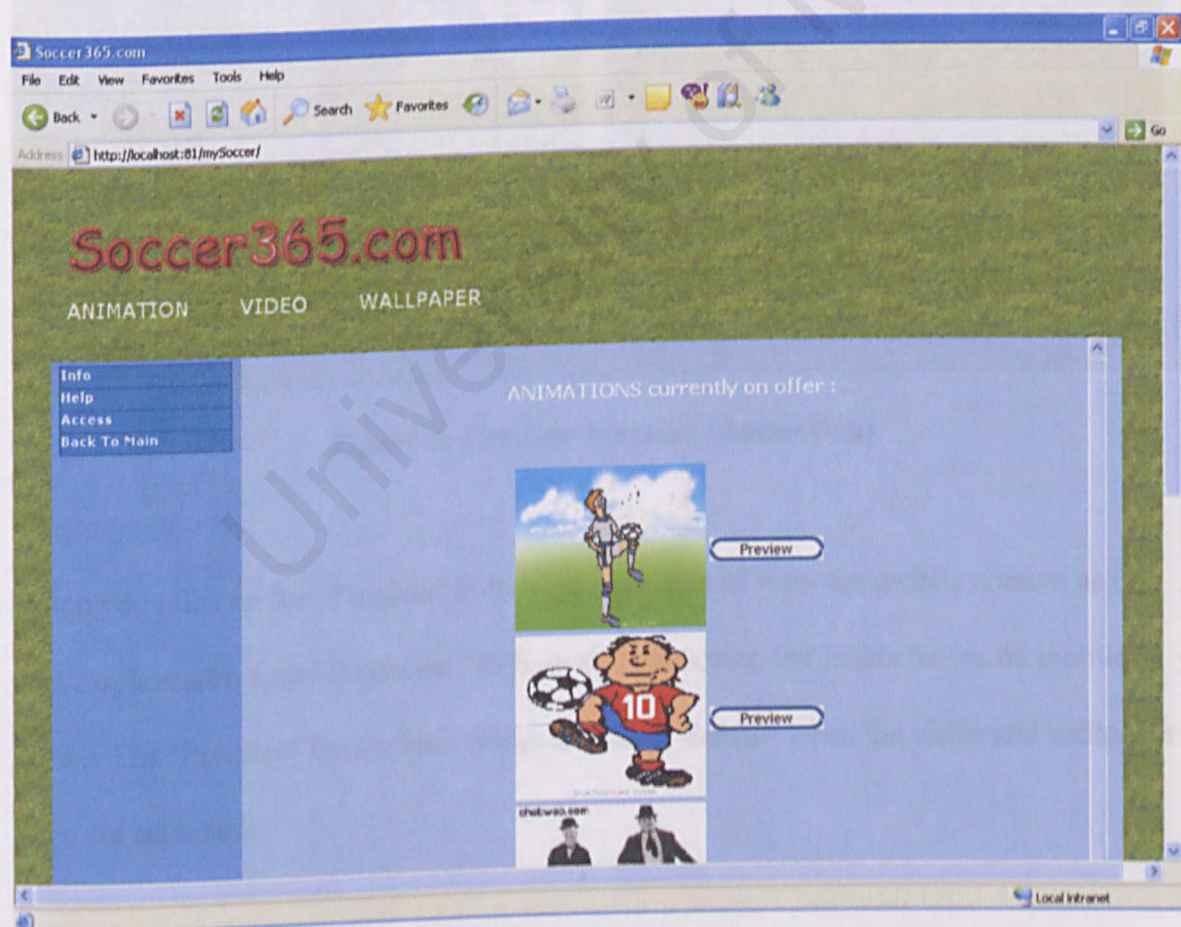 Soccer365.com
File Edit View Favorites Tools Help
Back Search Favorites
Address http://localhost:81/mySoccer/ Go
Soccer365.com
ANIMATION VIDEO WALLPAPER
Info
Help
Access
Back To Main
ANIMATIONS currently on offer :
Preview
10
Preview
Local intranet